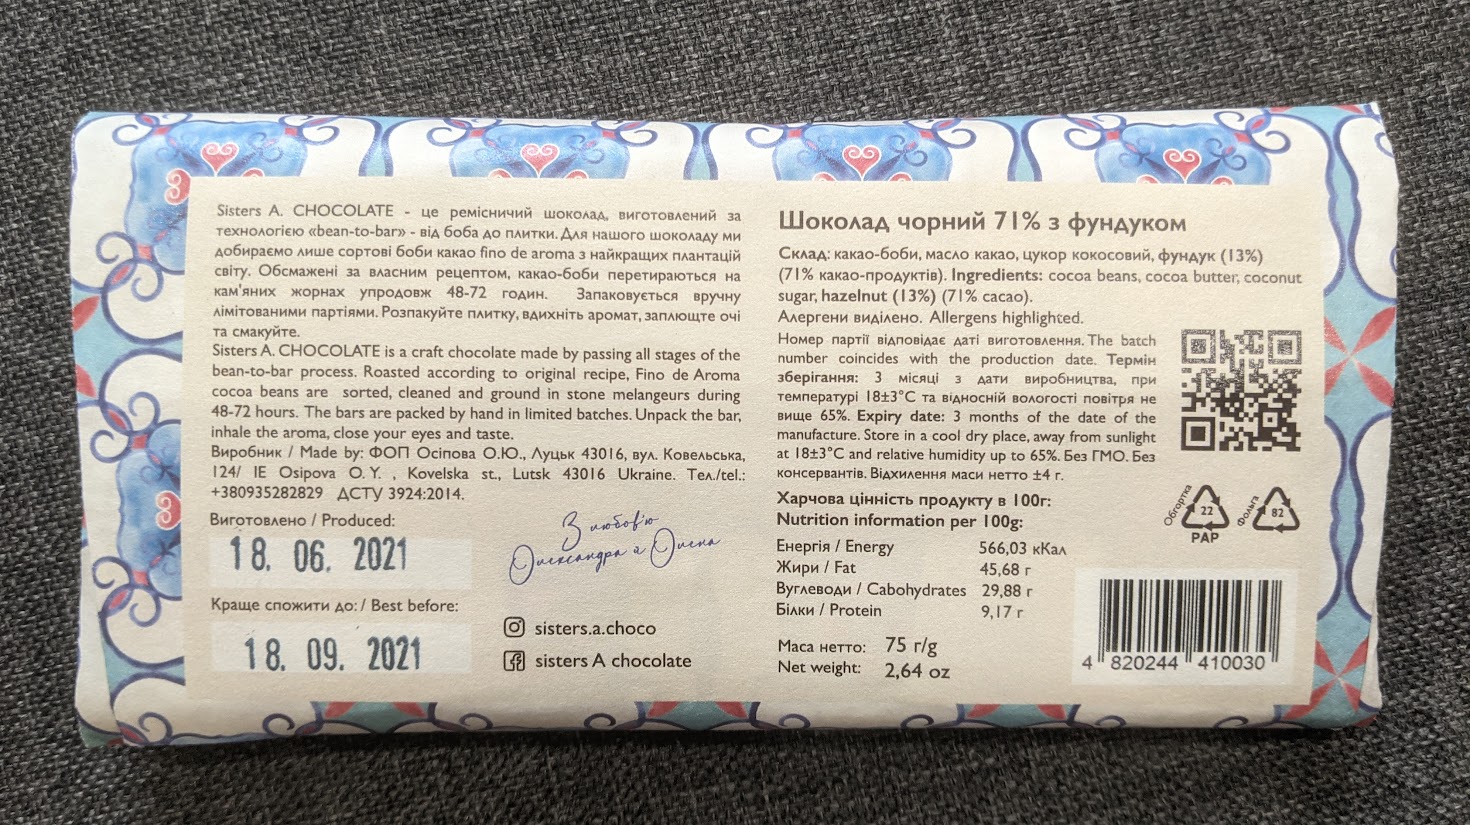 Sisters A. CHOCOLATE - це ремісничий шоколад, виготовлений за
технологією «bean-to-bar» - від боба до плитки. Для нашого шоколаду ми
добираємо лише сортові боби какао fino de aroma з найкращих плантацій
світу. Обсмажені за власним рецептом, какао-боби перетираються на
кам'яних жорнах упродовж 48-72 годин. Запаковується вручну
лімітованими партіями. Розпакуйте плитку, вдихніть аромат, заплющте очі
та смакуйте.
Sisters A. CHOCOLATE is a craft chocolate made by passing all stages of the
bean-to-bar process. Roasted according to original recipe, Fino de Aroma
cocoa beans are sorted, cleaned and ground in stone melangeurs during
48-72 hours. The bars are packed by hand in limited batches. Unpack the bar,
inhale the aroma, close your eyes and taste.
Виробник / Made by: ФОП Осіпова О.Ю., Луцьк 43016, вул. Ковельська,
124/ IE Osipova O.Y. , Kovelska st., Lutsk 43016 Ukraine. Тел./tel.:
+380935282829 ДСТУ 3924:2014.
Виготовлено / Produced:
18. 06. 2021
Краще спожити до: / Best before:
18. 09. 2021
З любов'ю
Олександра і Олена
sisters.a.choco
sisters A chocolate
Шоколад чорний 71% з фундуком
Склад: какао-боби, масло какао, цукор кокосовий, фундук (13%)
(71% какао-продуктів). Ingredients: cocoa beans, cocoa butter, coconut
sugar, hazelnut (13%) (71% cacao).
Алергени виділено. Allergens highlighted.
Номер партії відповідає даті виготовлення. The batch
number coincides with the production date. Термін
зберігання: 3 місяці з дати виробництва, при
температурі 18±3°C та відносній вологості повітря не
вище 65%. Expiry date: 3 months of the date of the
manufacture. Store in a cool dry place, away from sunlight
at 18±3°C and relative humidity up to 65%. Без ГМО. Без
консервантів. Відхилення маси нетто ±4 г.
Харчова цінність продукту в 100г:
Nutrition information per 100g:
Енергія / Energy 566,03 кКал
Жири / Fat 45,68 г
Вуглеводи / Cabohydrates 29,88 г
Білки / Protein 9,17 г
Маса нетто: 75 г/g
Net weight: 2,64 oz
Обгортка
22
PAP
Фольга
82
4 820244 410030